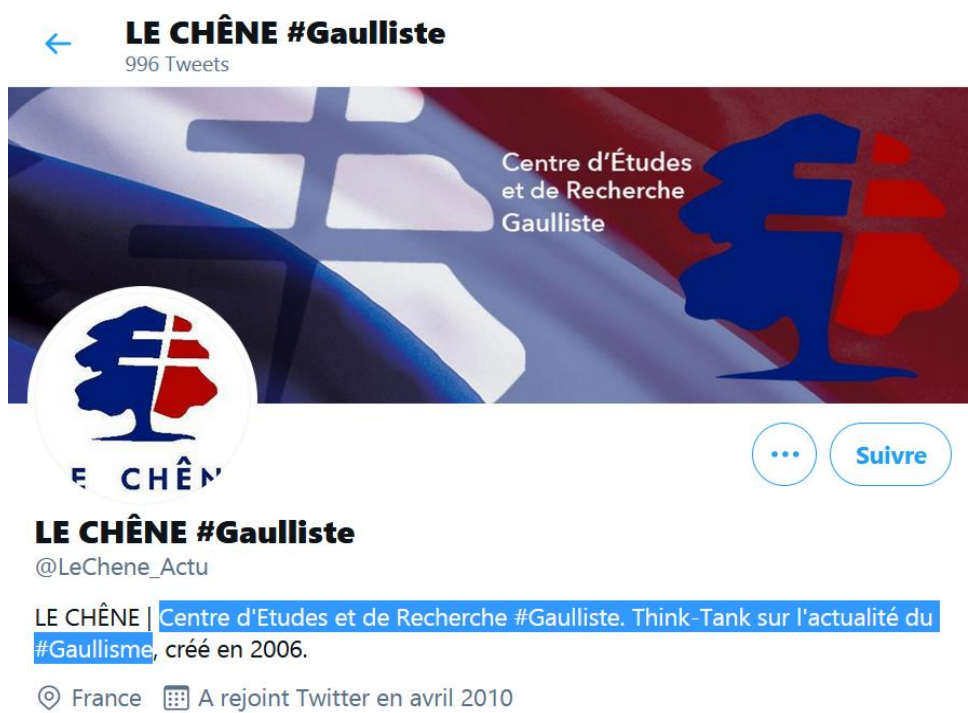 LE CHÊNE #Gaulliste
996 Tweets
Centre d'Études
et de Recherche
Gaulliste
E CHÊN
Suivre
LE CHÊNE #Gaulliste
@LeChene_Actu
LE CHÊNE | Centre d'Etudes et de Recherche #Gaulliste. Think-Tank sur l'actualité du
#Gaullisme, créé en 2006.
France A rejoint Twitter en avril 2010